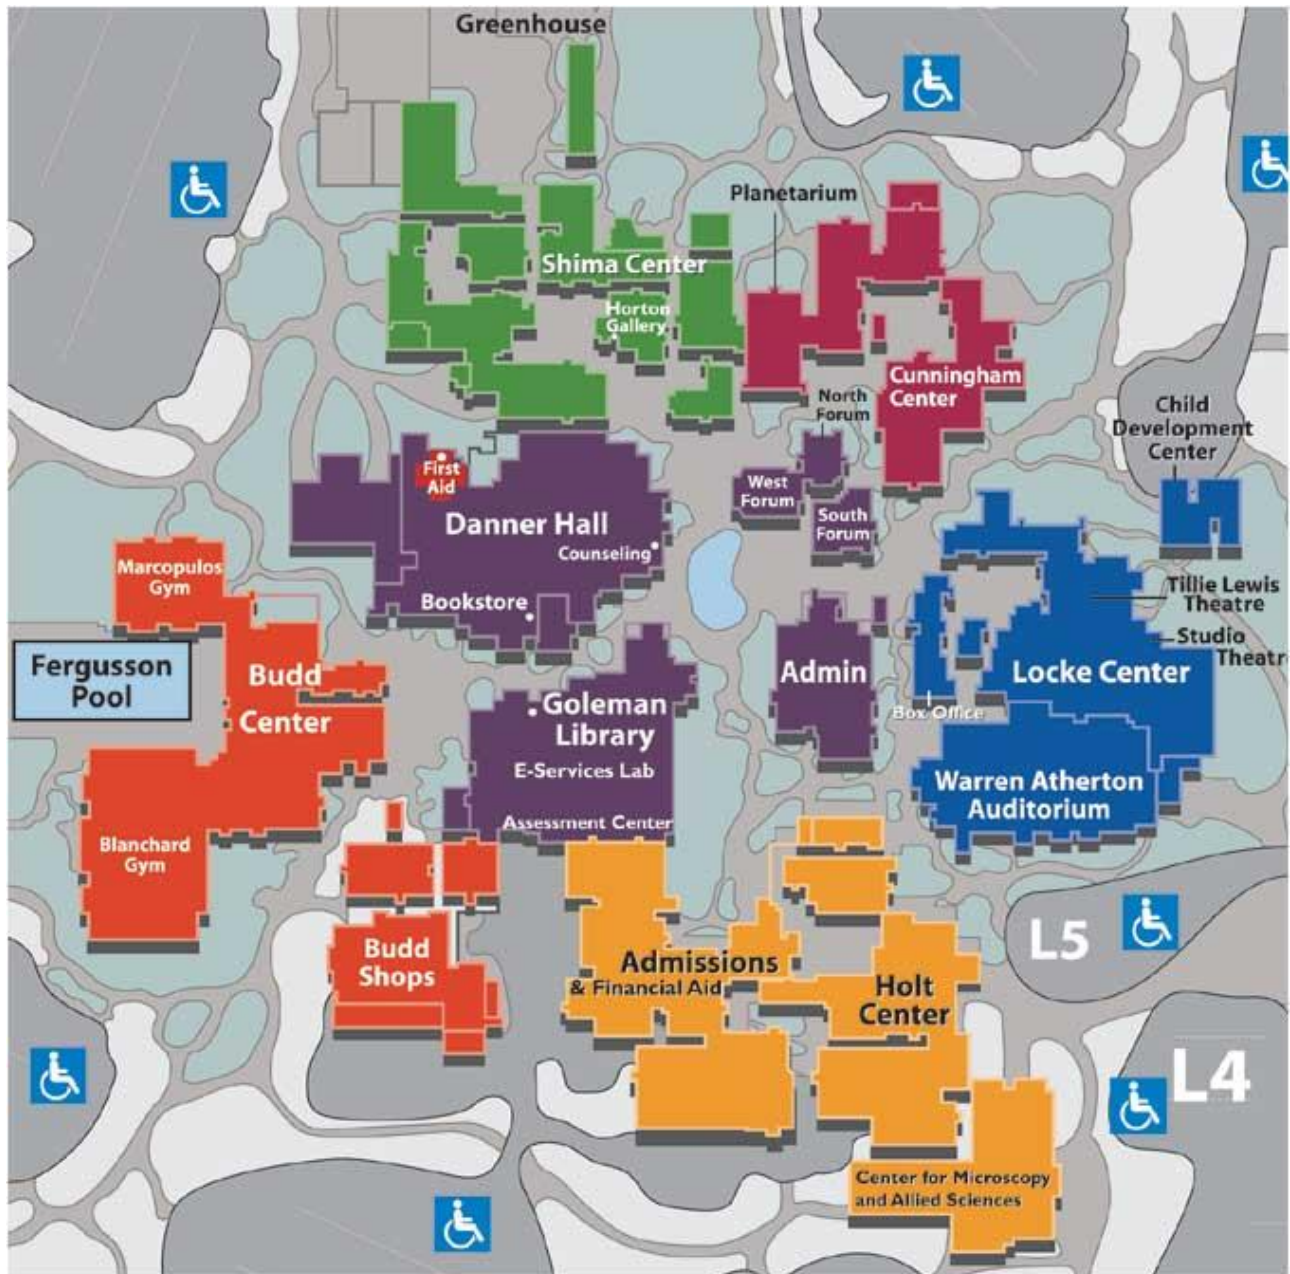 Greenhouse
Planetarium
Shima Center
Horton
Gallery
Cunningham
Center
North
Forum
Child
Development
Center
First
Aid
West
Forum
South
Forum
Danner Hall
Counseling
Marcopulos
Gym
Bookstore
Tillie Lewis
Theatre
Studio
Theatr
Fergusson
Pool
Budd
Center
Admin
Locke Center
Goleman
Library
Box Office
E-Services Lab
Warren Atherton
Auditorium
Assessment Center
Blanchard
Gym
L5
Budd
Shops
Admissions
& Financial Aid
Holt
Center
L4
Center for Microscopy
and Allied Sciences